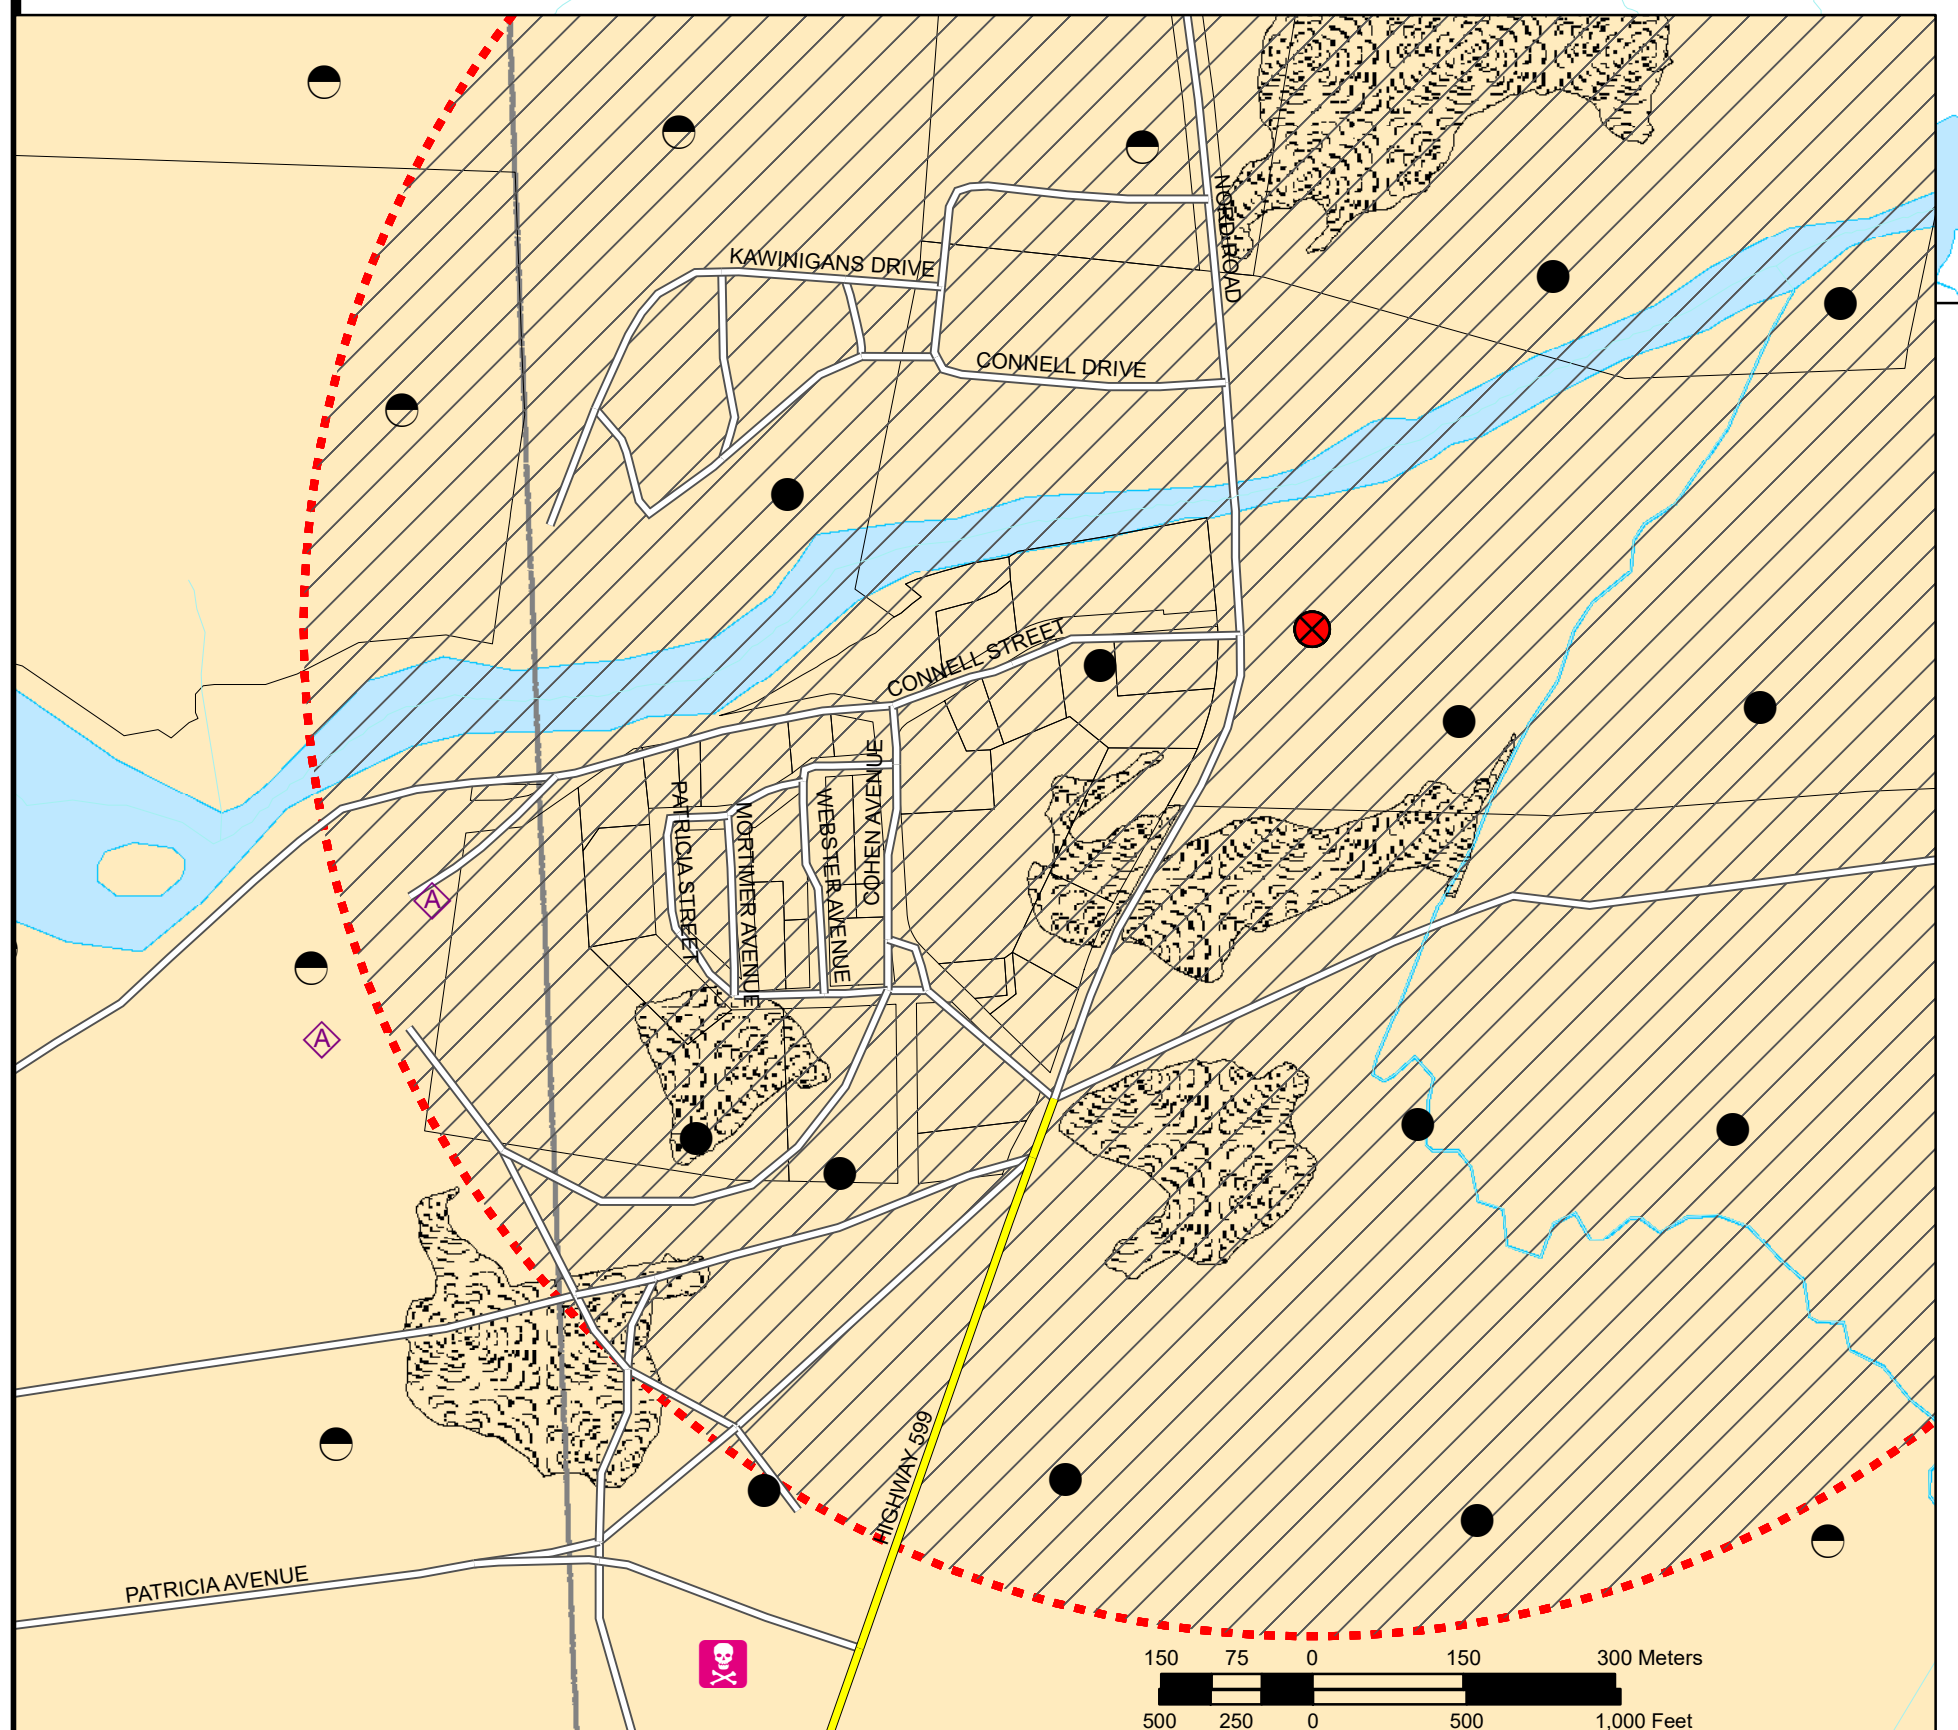 NORD ROAD
KAWINIGANS DRIVE
CONNELL DRIVE
CONNELL STREET
PATRICIA STREET
MORTIMER AVENUE
WEBSTER AVENUE
COHEN AVENUE
A
A
HIGHWAY 599
PATRICIA AVENUE
150 75 0 150 300 Meters
500 250 0 500 1,000 Feet